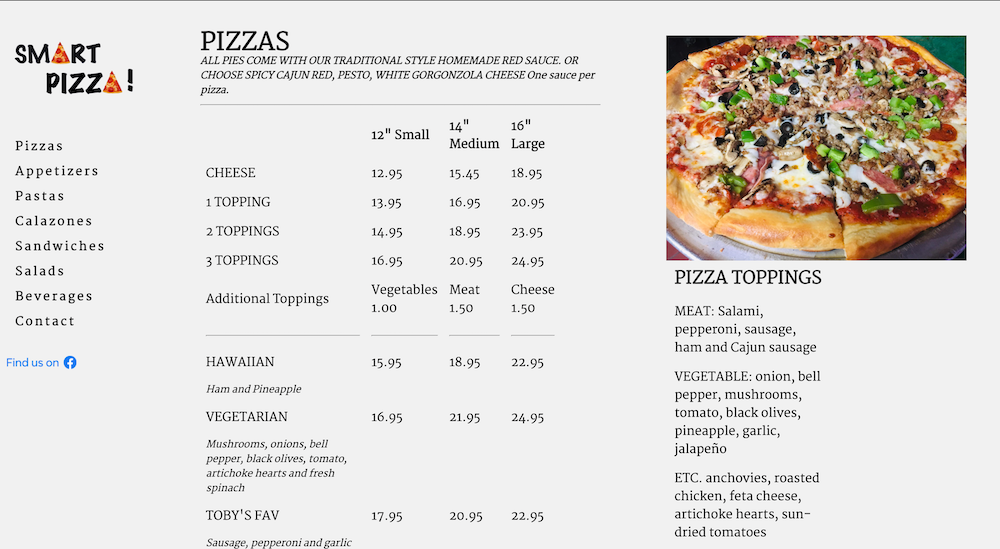 SMART
PIZZA!
Pizzas
Appetizers
Pastas
Calazones
Sandwiches
Salads
Beverages
Contact
Find us on
PIZZAS
ALL PIES COME WITH OUR TRADITIONAL STYLE HOMEMADE RED SAUCE. OR
CHOOSE SPICY CAJUN RED, PESTO, WHITE GORGONZOLA CHEESE One sauce per
pizza.
12" Small 14" Medium 16" Large
CHEESE 12.95 15.45 18.95
1 TOPPING 13.95 16.95 20.95
2 TOPPINGS 14.95 18.95 23.95
3 TOPPINGS 16.95 20.95 24.95
Additional Toppings Vegetables 1.00 Meat 1.50 Cheese 1.50
HAWAIIAN 15.95 18.95 22.95
Ham and Pineapple
VEGETARIAN 16.95 21.95 24.95
Mushrooms, onions, bell
pepper, black olives, tomato,
artichoke hearts and fresh
spinach
TOBY'S FAV 17.95 20.95 22.95
Sausage, pepperoni and garlic
PIZZA TOPPINGS
MEAT: Salami,
pepperoni, sausage,
ham and Cajun sausage
VEGETABLE: onion, bell
pepper, mushrooms,
tomato, black olives,
pineapple, garlic,
jalapeño
ETC. anchovies, roasted
chicken, feta cheese,
artichoke hearts, sun-
dried tomatoes